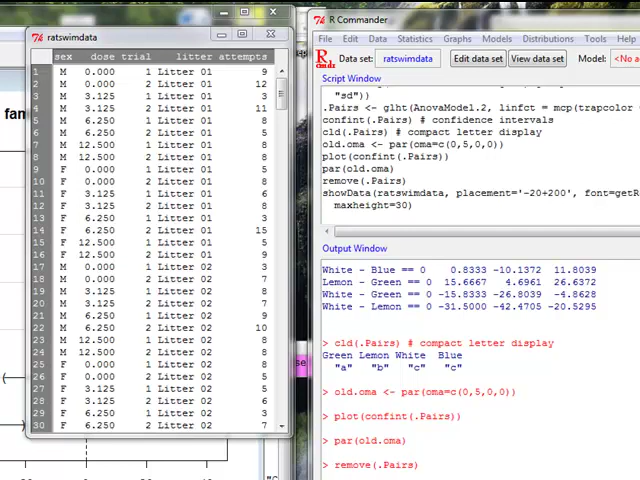 ratswimdata
sex dose trial litter attempts
1 M 0.000 1 Litter 01 9
2 M 0.000 2 Litter 01 12
3 M 3.125 1 Litter 01 3
4 M 3.125 2 Litter 01 11
5 M 6.250 1 Litter 01 8
6 M 6.250 2 Litter 01 5
7 M 12.500 1 Litter 01 8
8 M 12.500 2 Litter 01 8
9 F 0.000 1 Litter 01 5
10 F 0.000 2 Litter 01 8
11 F 3.125 1 Litter 01 6
12 F 3.125 2 Litter 01 8
13 F 6.250 1 Litter 01 3
14 F 6.250 2 Litter 01 15
15 F 12.500 1 Litter 01 5
16 F 12.500 2 Litter 01 9
17 M 0.000 1 Litter 02 3
18 M 0.000 2 Litter 02 7
19 M 3.125 1 Litter 02 8
20 M 3.125 2 Litter 02 7
21 M 6.250 1 Litter 02 9
22 M 6.250 2 Litter 02 10
23 M 12.500 1 Litter 02 8
24 M 12.500 2 Litter 02 8
25 F 0.000 1 Litter 02 8
26 F 0.000 2 Litter 02 5
27 F 3.125 1 Litter 02 8
28 F 3.125 2 Litter 02 6
29 F 6.250 1 Litter 02 3
30 F 6.250 2 Litter 02 7
fam
R Commander
File Edit Data Statistics Graphs Models Distributions Tools Help
Rcmdr Data set: ratswimdata Edit data set View data set Model: <No a
Script Window
"sd"))
.Pairs <- glht(AnovaModel.2, linfct = mcp(trapcolor
confint(.Pairs) # confidence intervals
cld(.Pairs) # compact letter display
old.oma <- par(oma=c(0,5,0,0))
plot(confint(.Pairs))
par(old.oma)
remove(.Pairs)
showData(ratswimdata, placement='-20+200', font=getR
maxheight=30)
Output Window
White - Blue == 0 0.8333 -10.1372 11.8039
Lemon - Green == 0 15.6667 4.6961 26.6372
White - Green == 0 -15.8333 -26.8039 -4.8628
White - Lemon == 0 -31.5000 -42.4705 -20.5295
> cld(.Pairs) # compact letter display
Green Lemon White Blue
"a" "b" "c" "c"
> old.oma <- par(oma=c(0,5,0,0))
> plot(confint(.Pairs))
> par(old.oma)
> remove(.Pairs)